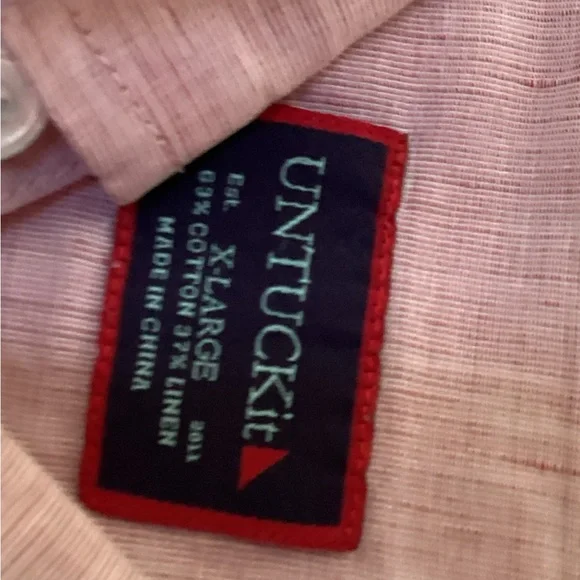 UNTUCKit
Est. X-LARGE 2011
63% COTTON 37% LINEN
MADE IN CHINA